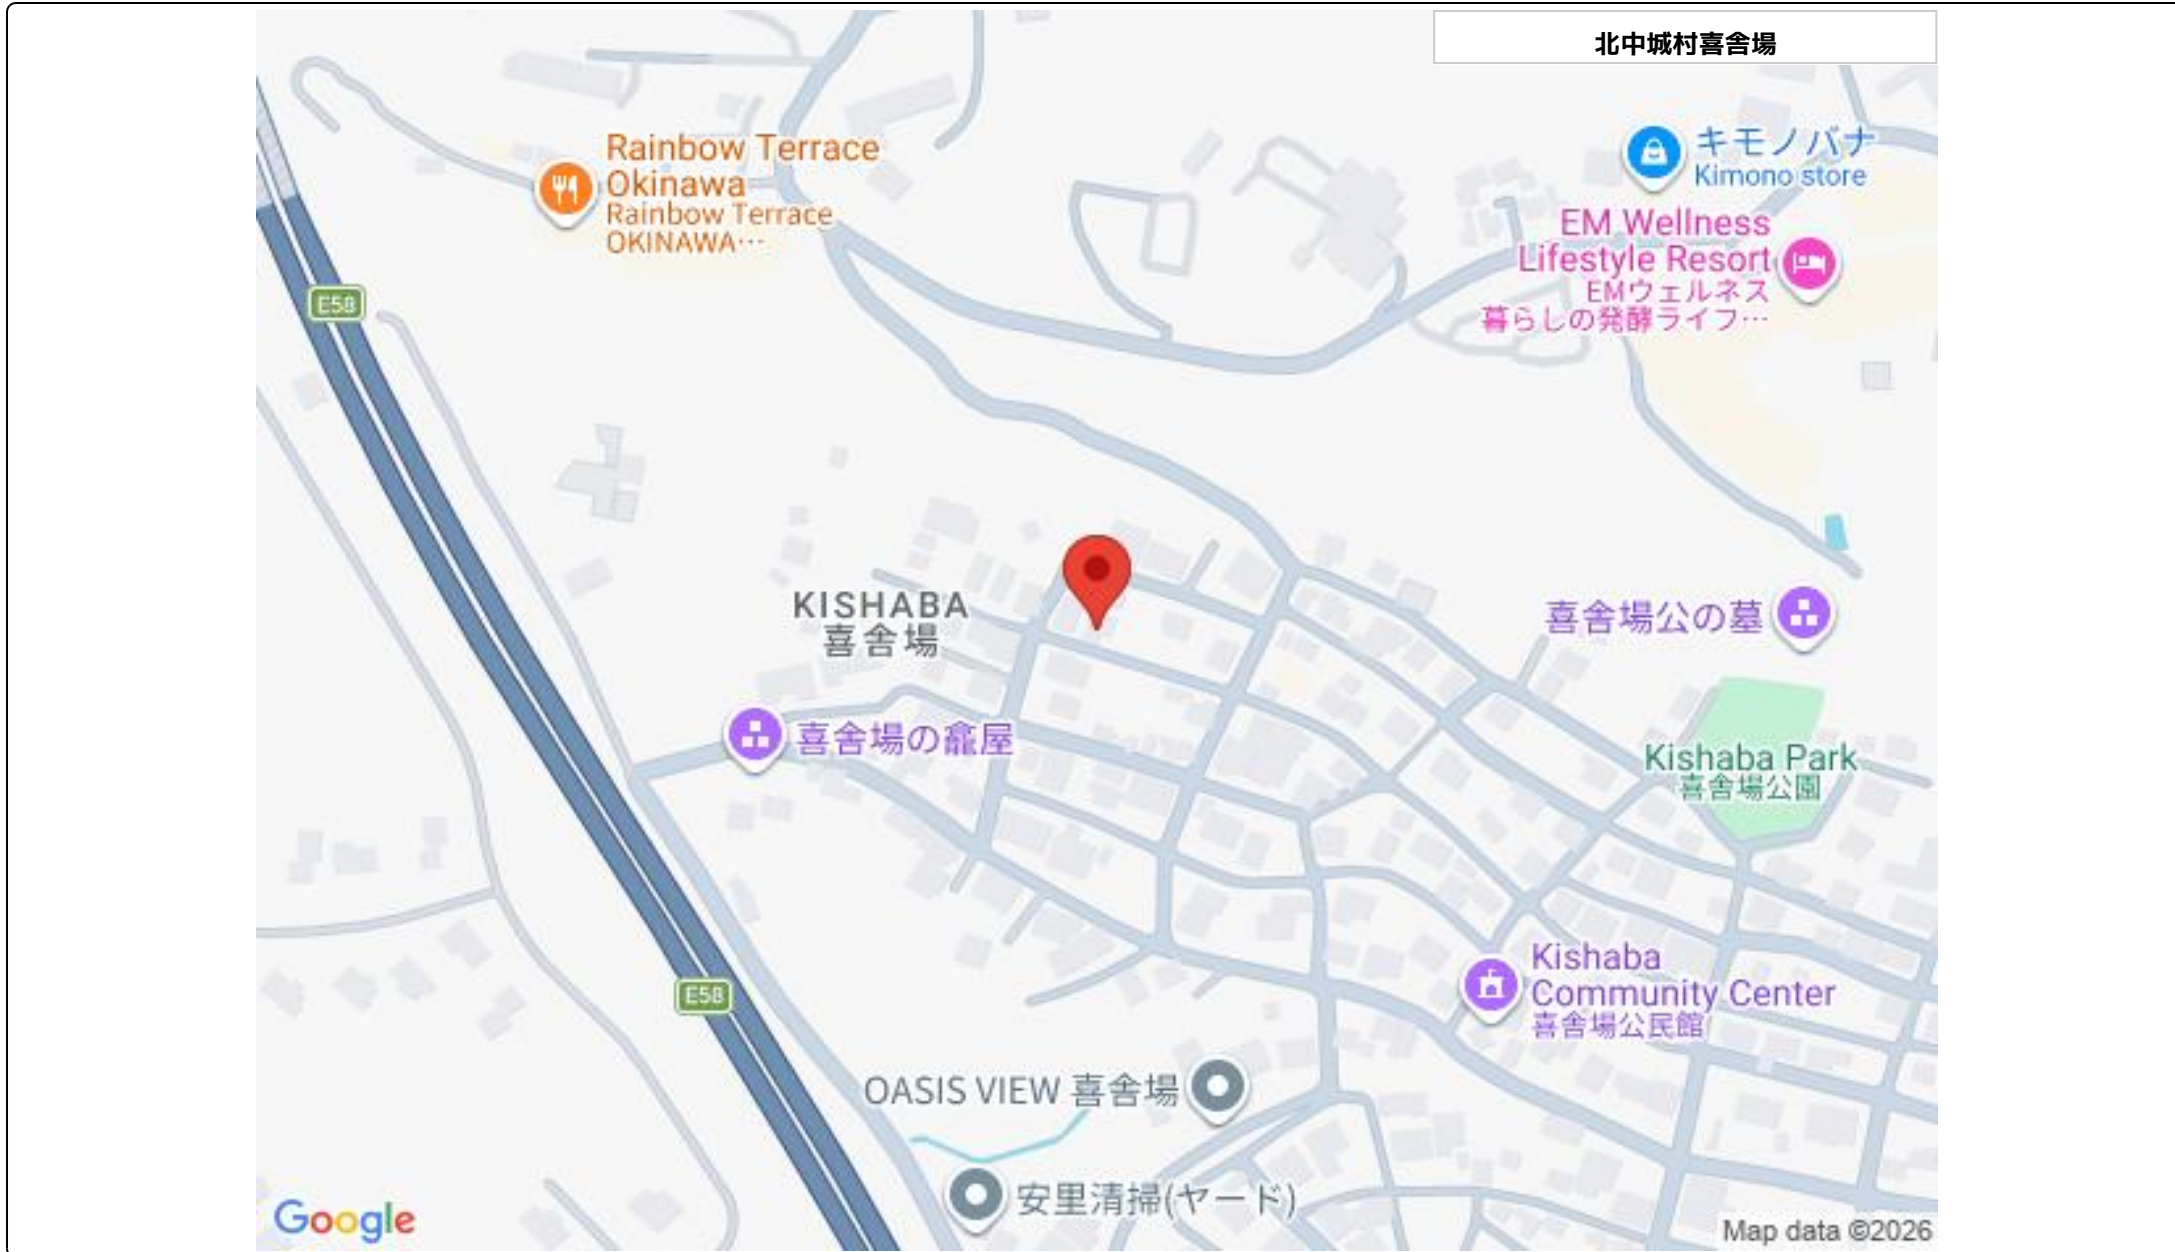 北中城村喜舎場
Rainbow Terrace
Okinawa
Rainbow Terrace
OKINAWA…
キモノバナ
Kimono store
EM Wellness
Lifestyle Resort
EMウェルネス
暮らしの発酵ライフ…
E58
KISHABA
喜舎場
喜舎場公の墓
喜舎場の龕屋
Kishaba Park
喜舎場公園
Kishaba
Community Center
喜舎場公民館
E58
OASIS VIEW 喜舎場
安里清掃(ヤード)
Google
Map data ©2026